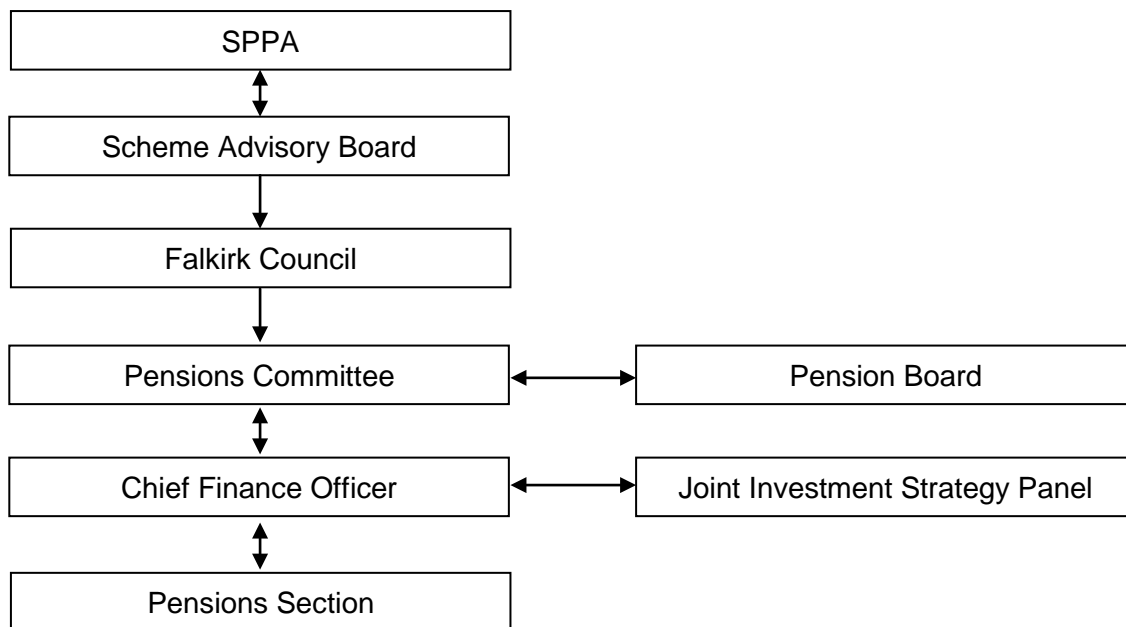 SPPA
Scheme Advisory Board
Falkirk Council
Pensions Committee
Pension Board
Chief Finance Officer
Joint Investment Strategy Panel
Pensions Section